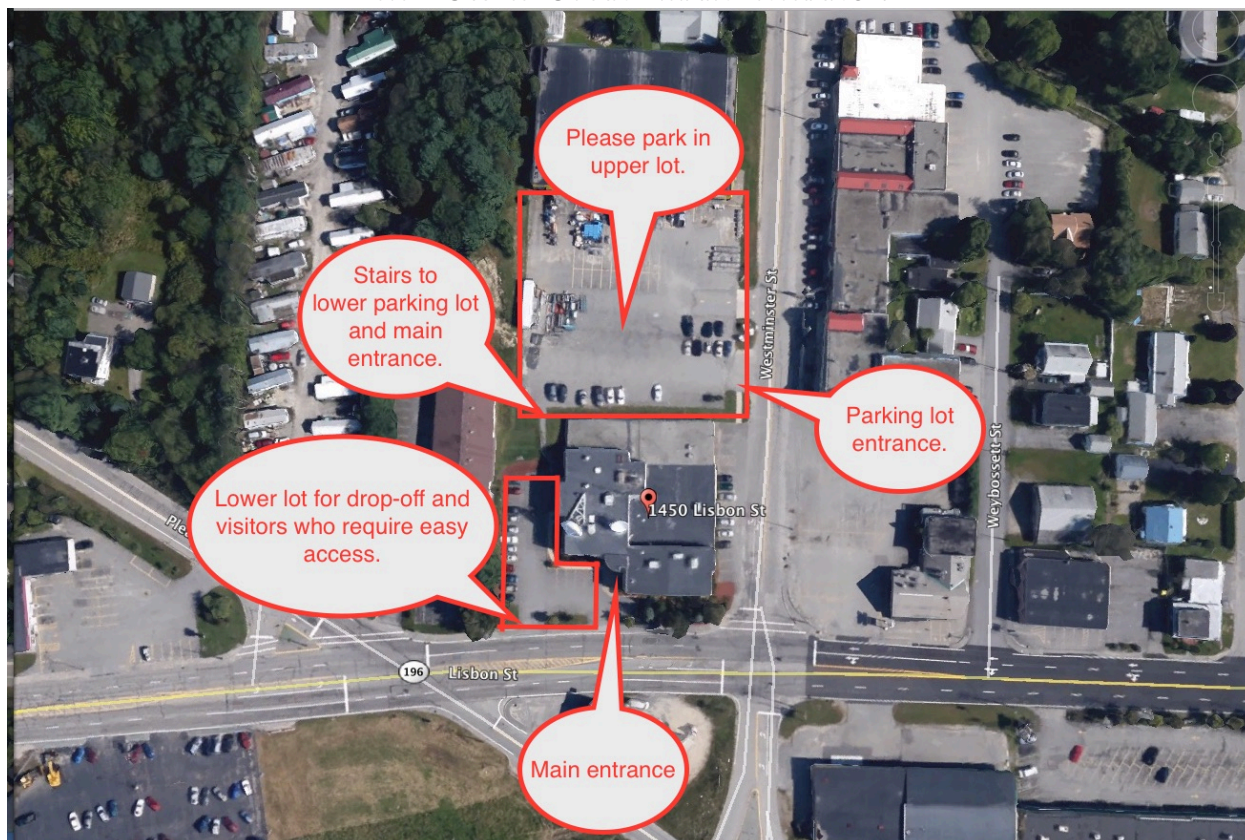 Please park in
upper lot.
Stairs to
lower parking lot
and main
entrance.
Westminster St
Parking lot
entrance.
Weybossett St
Lower lot for drop-off and
visitors who require easy
access.
1450 Lisbon St
196
Lisbon St
Main entrance